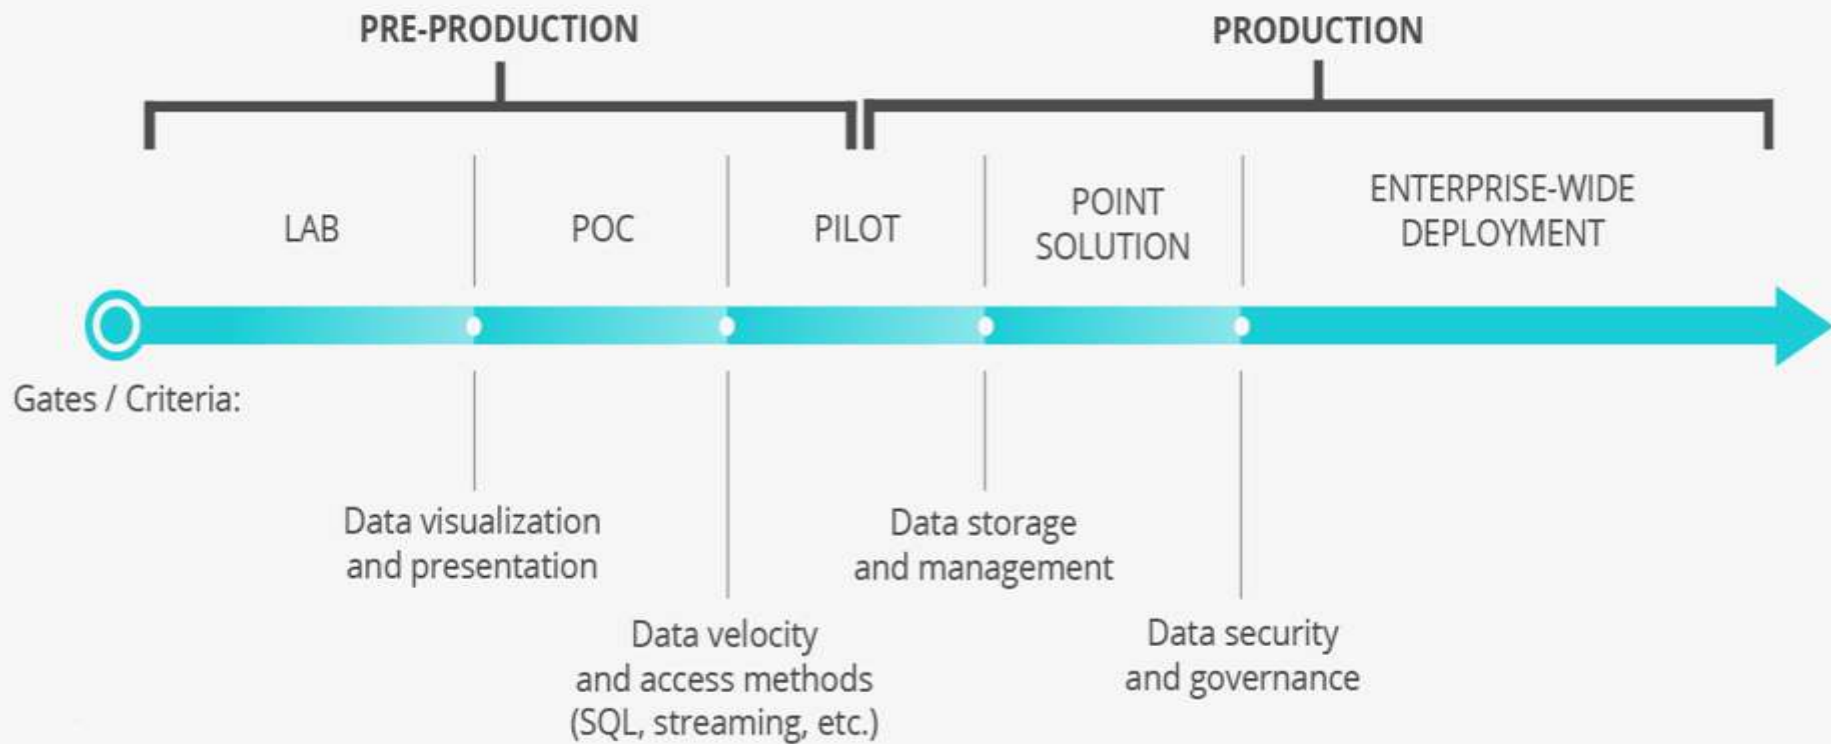 PRE-PRODUCTION
PRODUCTION
LAB
POC
PILOT
POINT
SOLUTION
ENTERPRISE-WIDE
DEPLOYMENT
Gates / Criteria:
Data visualization
and presentation
Data velocity
and access methods
(SQL, streaming, etc.)
Data storage
and management
Data security
and governance